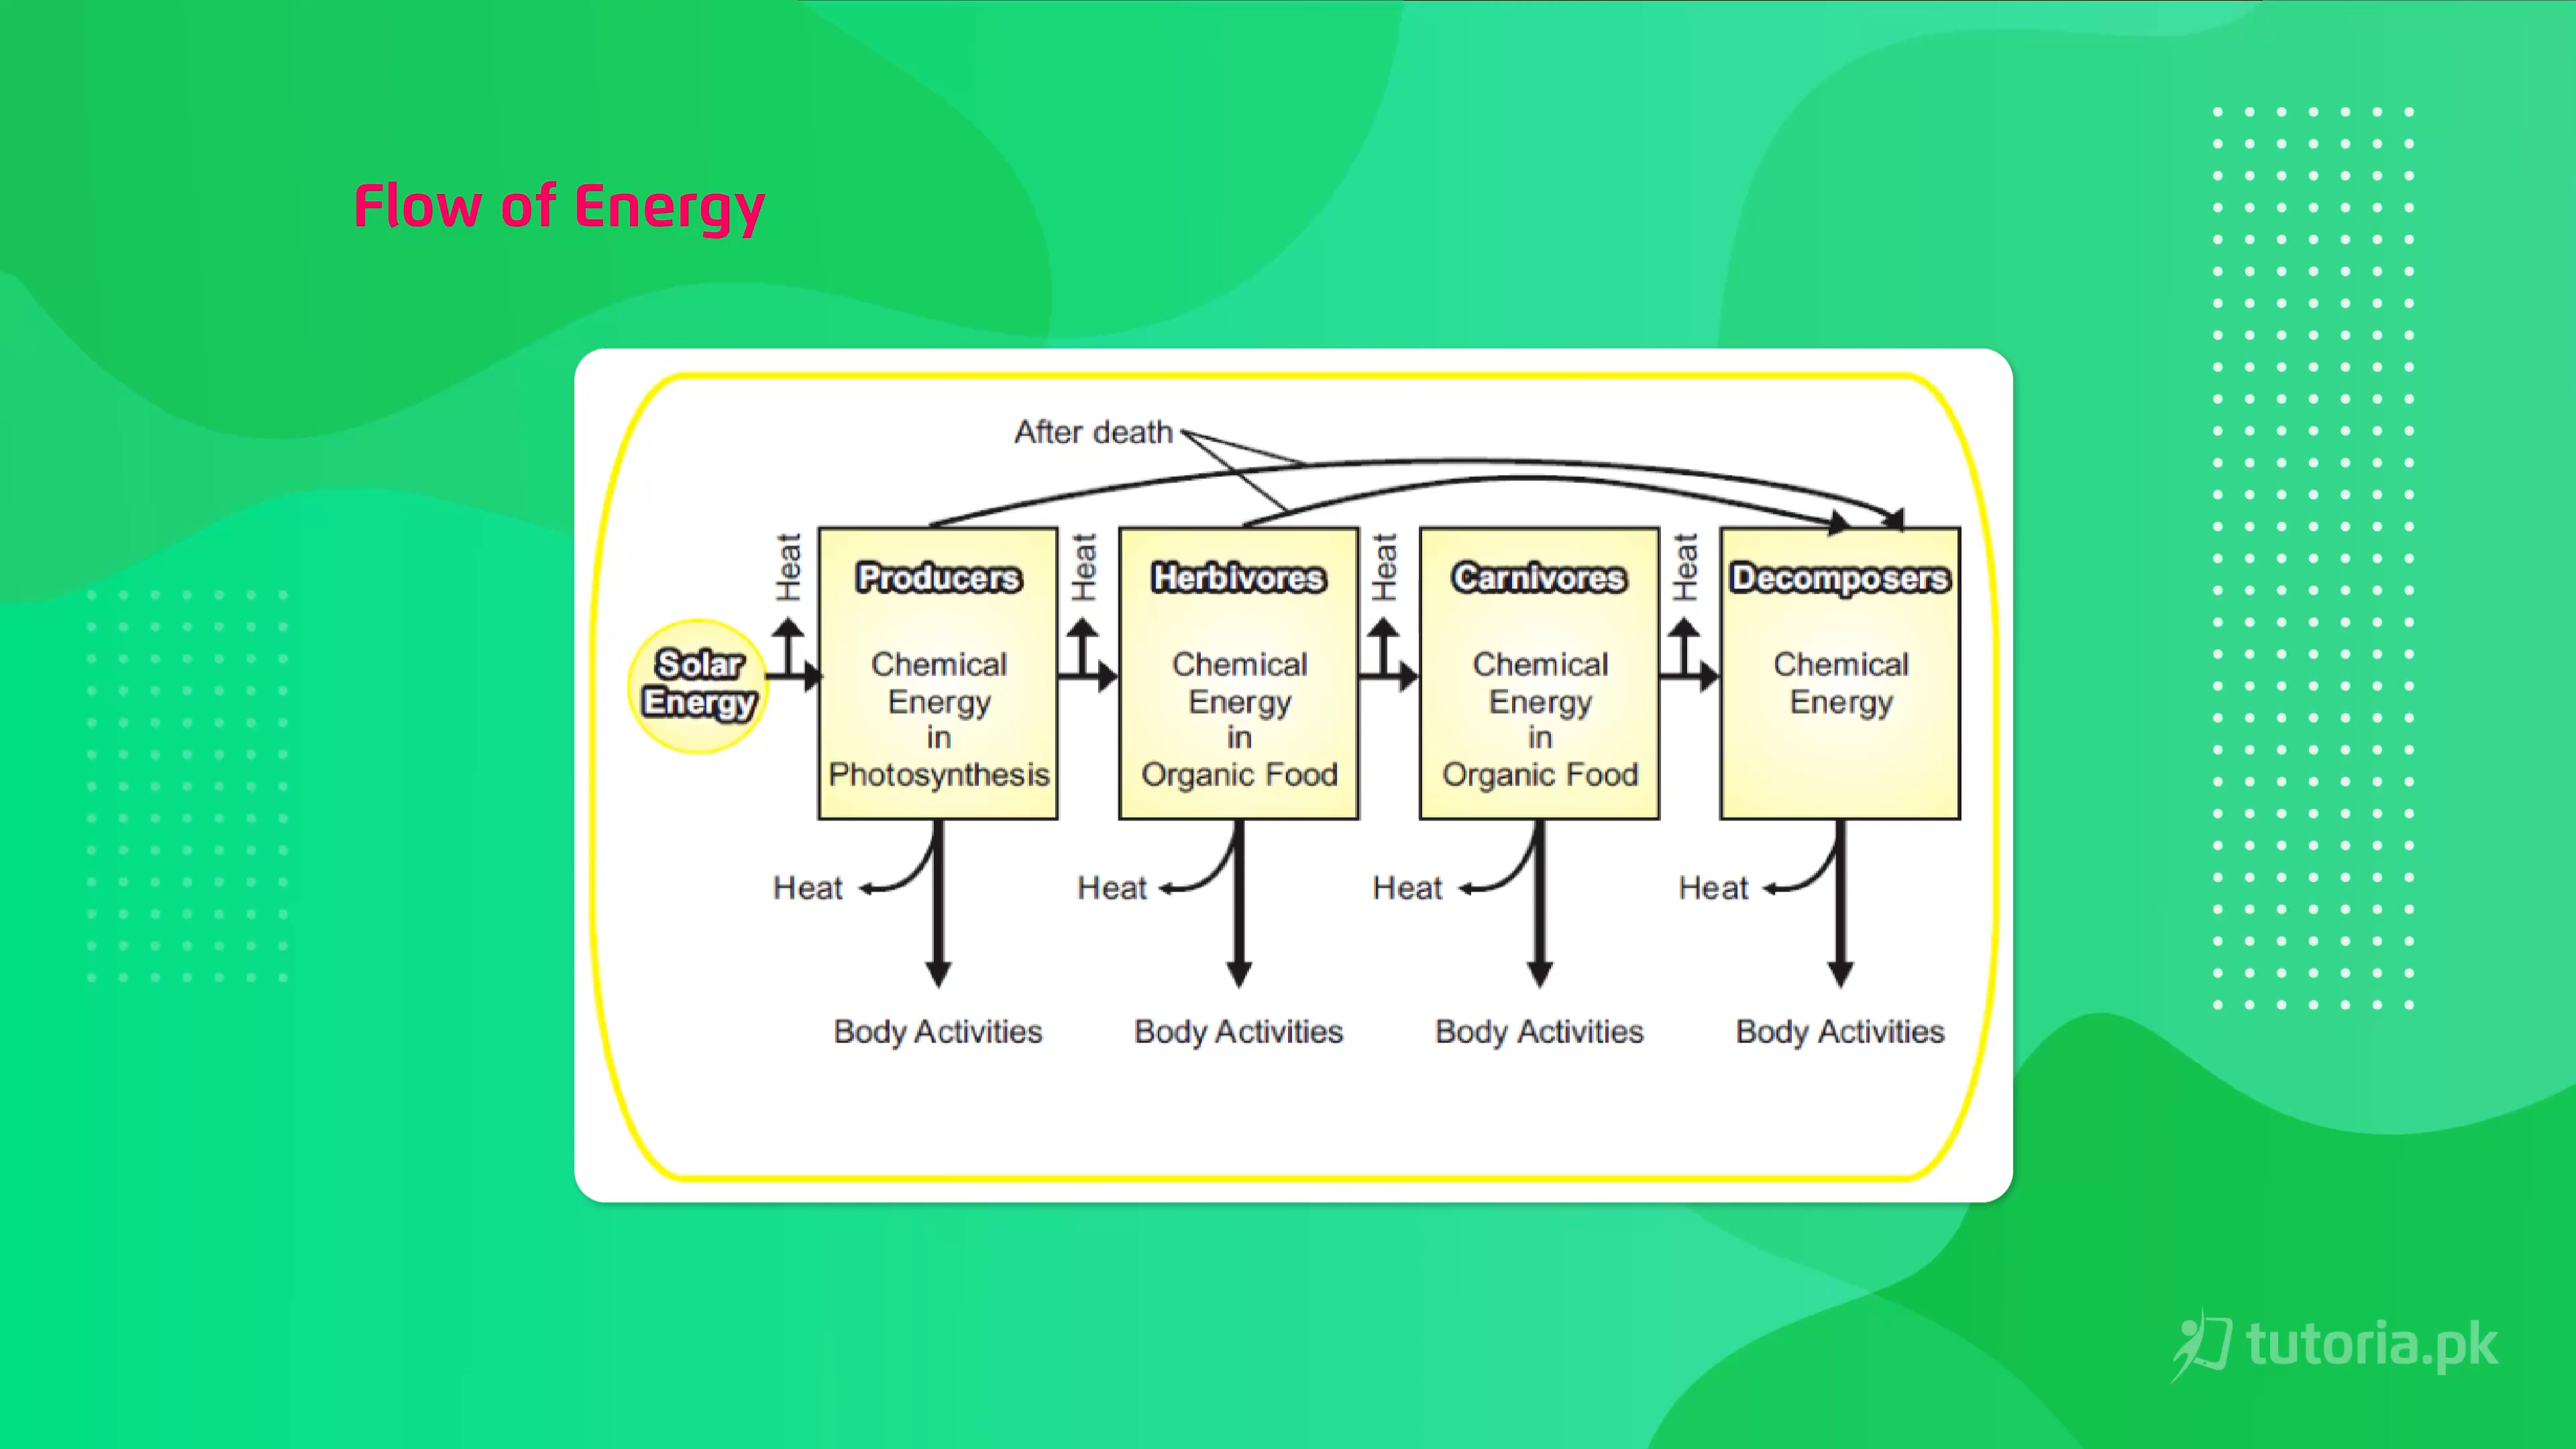 Flow of Energy
After death
Heat
Heat
Heat
Heat
Solar
Energy
Producers
Chemical
Energy
in
Photosynthesis
Herbivores
Chemical
Energy
in
Organic Food
Carnivores
Chemical
Energy
in
Organic Food
Decomposers
Chemical
Energy
Heat
Heat
Heat
Heat
Body Activities
Body Activities
Body Activities
Body Activities
tutoria.pk